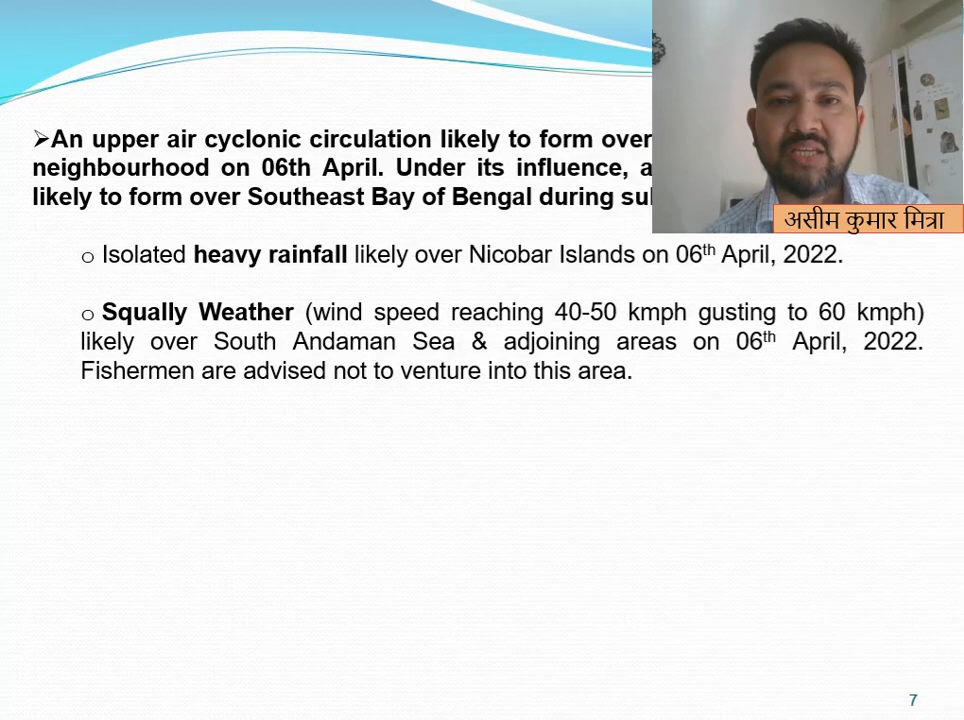 ➢An upper air cyclonic circulation likely to form over
neighbourhood on 06th April. Under its influence, a
likely to form over Southeast Bay of Bengal during
असीम कुमार मित्रा
o Isolated heavy rainfall likely over Nicobar Islands on 06th April, 2022.
o Squally Weather (wind speed reaching 40-50 kmph gusting to 60 kmph)
likely over South Andaman Sea & adjoining areas on 06th April, 2022.
Fishermen are advised not to venture into this area.
7